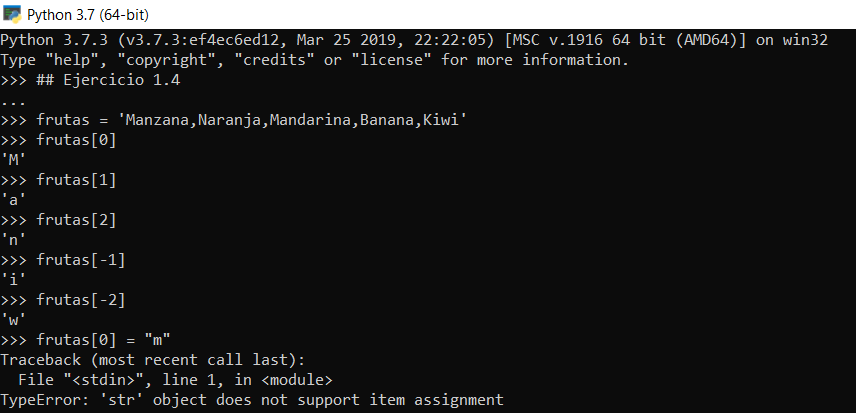 Python 3.7 (64-bit)
Python 3.7.3 (v3.7.3:ef4ec6ed12, Mar 25 2019, 22:22:05) [MSC v.1916 64 bit (AMD64)] on win32
Type "help", "copyright", "credits" or "license" for more information.
>>> ## Ejercicio 1.4
...
>>> frutas = 'Manzana,Naranja,Mandarina,Banana,Kiwi'
>>> frutas[0]
'M'
>>> frutas[1]
'a'
>>> frutas[2]
'n'
>>> frutas[-1]
'i'
>>> frutas[-2]
'w'
>>> frutas[0] = "m"
Traceback (most recent call last):
  File "<stdin>", line 1, in <module>
TypeError: 'str' object does not support item assignment